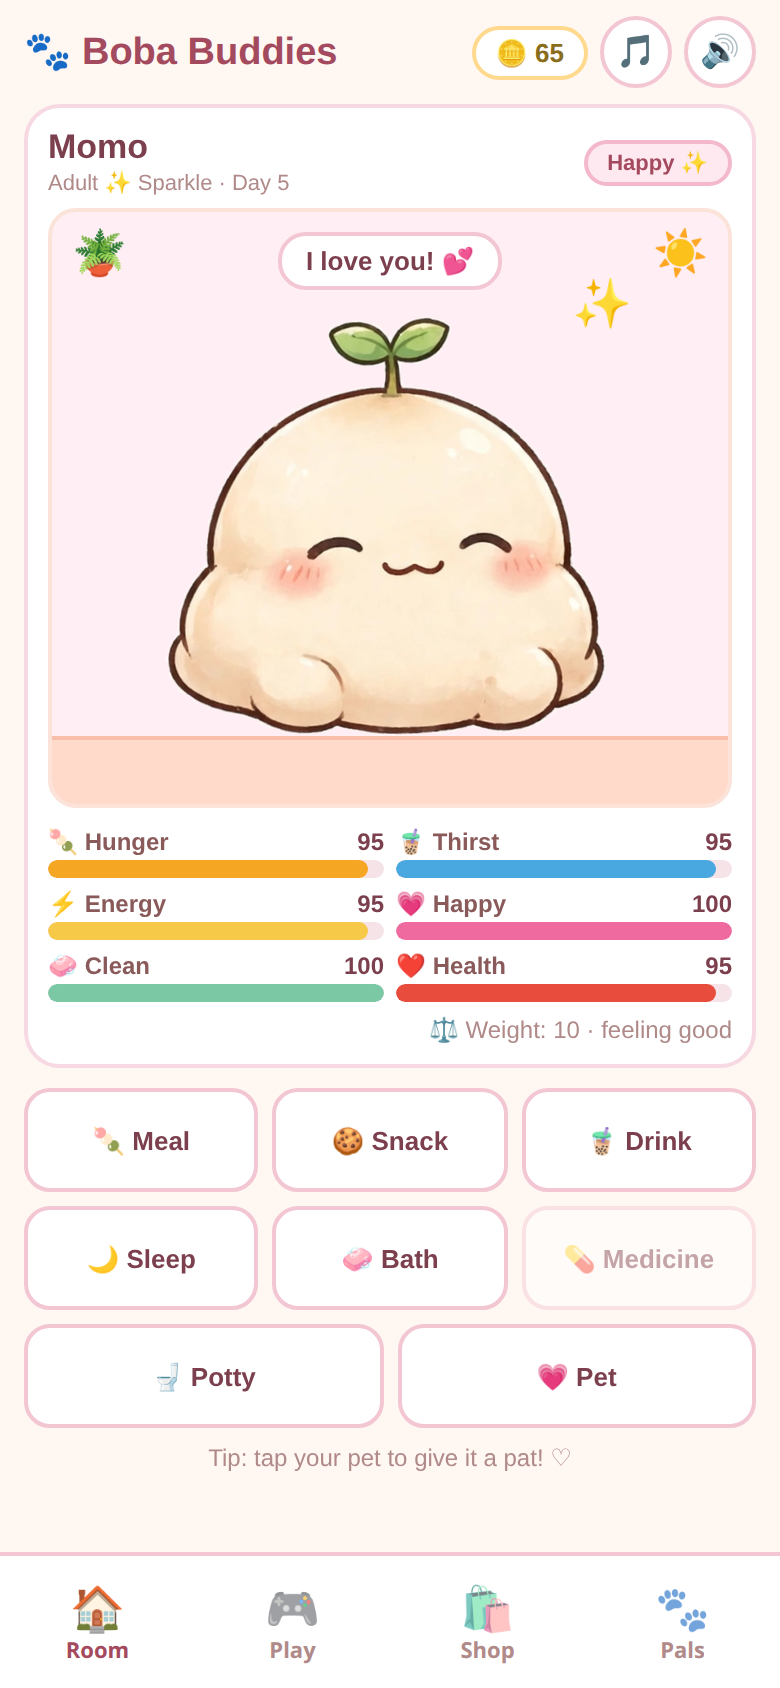 🐾 Boba Buddies
🪙 65
🎵
🔊
Momo
Adult ✨ Sparkle · Day 5
Happy ✨
I love you! 💕
🍡 Hunger 95
🧋 Thirst 95
⚡ Energy 95
💗 Happy 100
🧼 Clean 100
❤️ Health 95
⚖️ Weight: 10 · feeling good
🍡 Meal
🍪 Snack
🧋 Drink
🌙 Sleep
🧼 Bath
💊 Medicine
🚽 Potty
💗 Pet
Tip: tap your pet to give it a pat! ♡
Room
Play
Shop
Pals